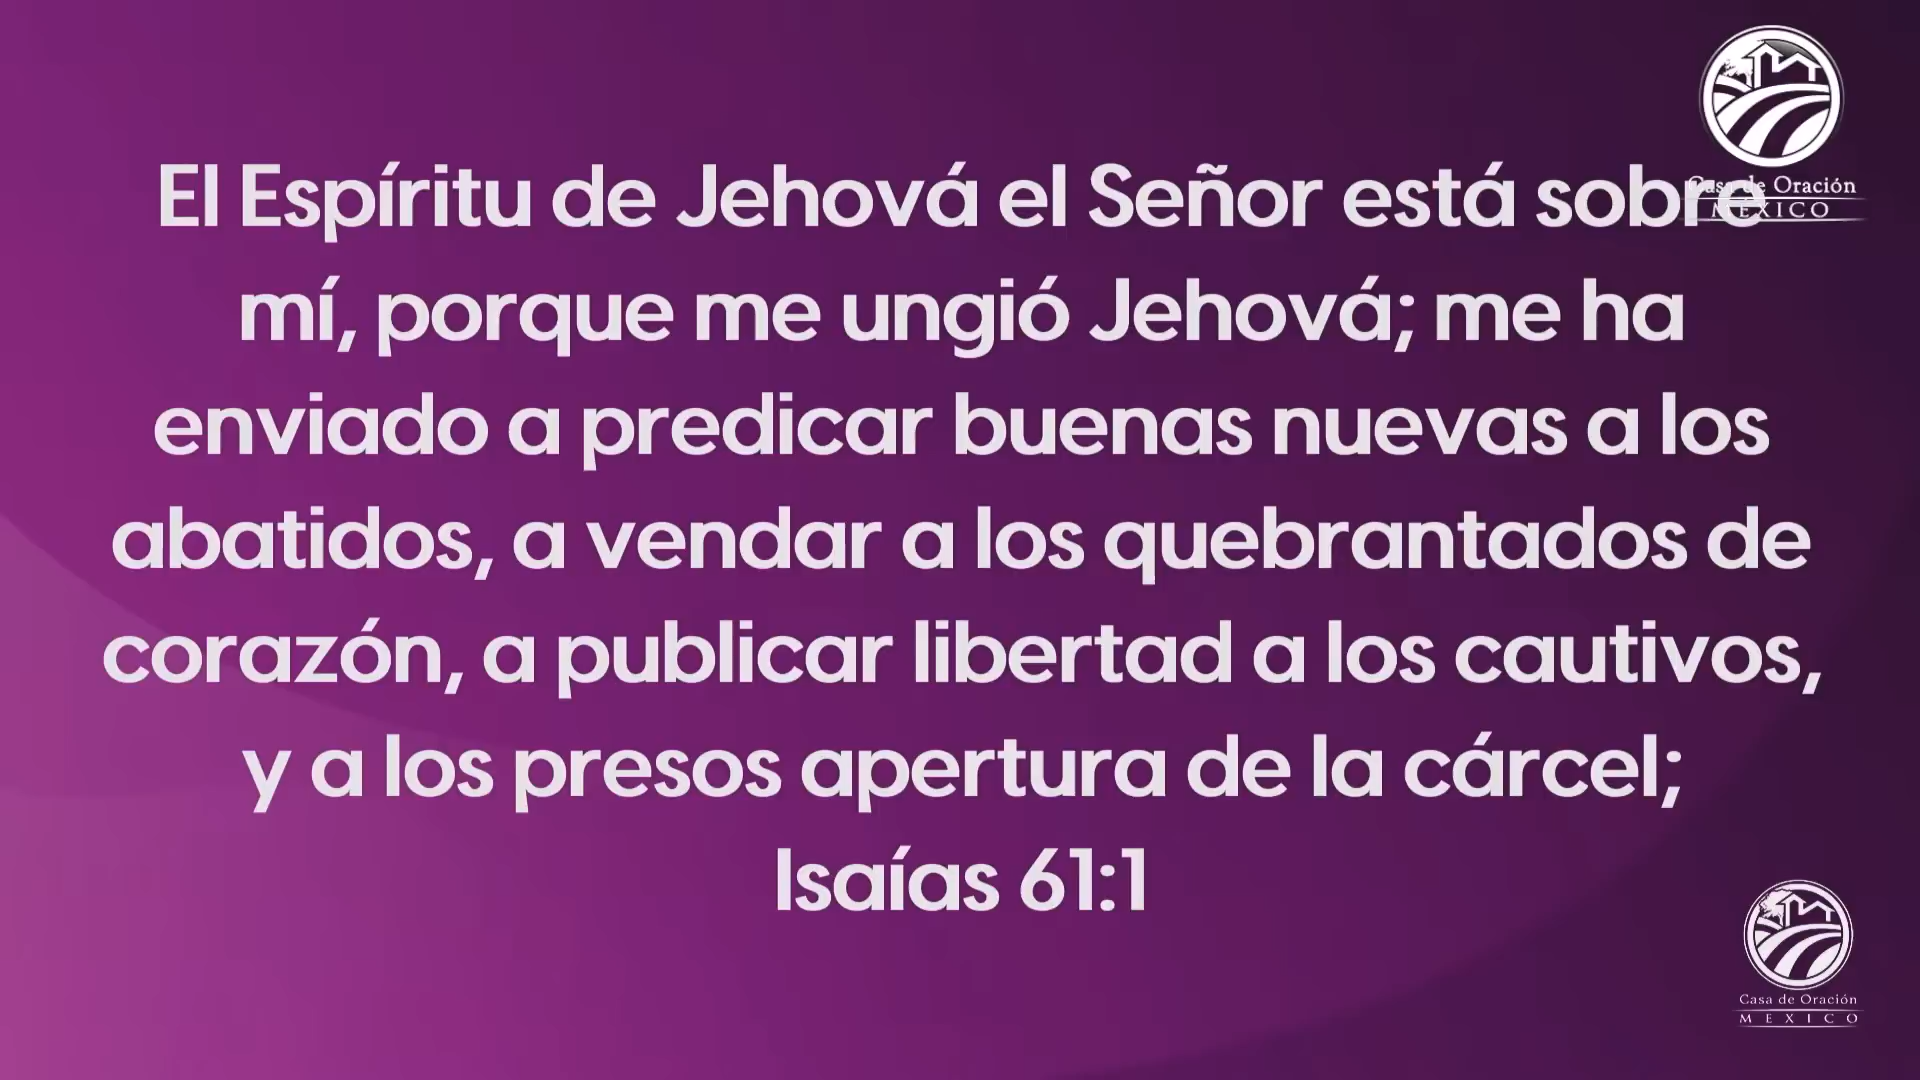 El Espíritu de Jehová el Señor está sobre
mí, porque me ungió Jehová; me ha
enviado a predicar buenas nuevas a los
abatidos, a vendar a los quebrantados de
corazón, a publicar libertad a los cautivos,
y a los presos apertura de la cárcel;
Isaías 61:1
Casa de Oración
MEXICO
Casa de Oración
MEXICO